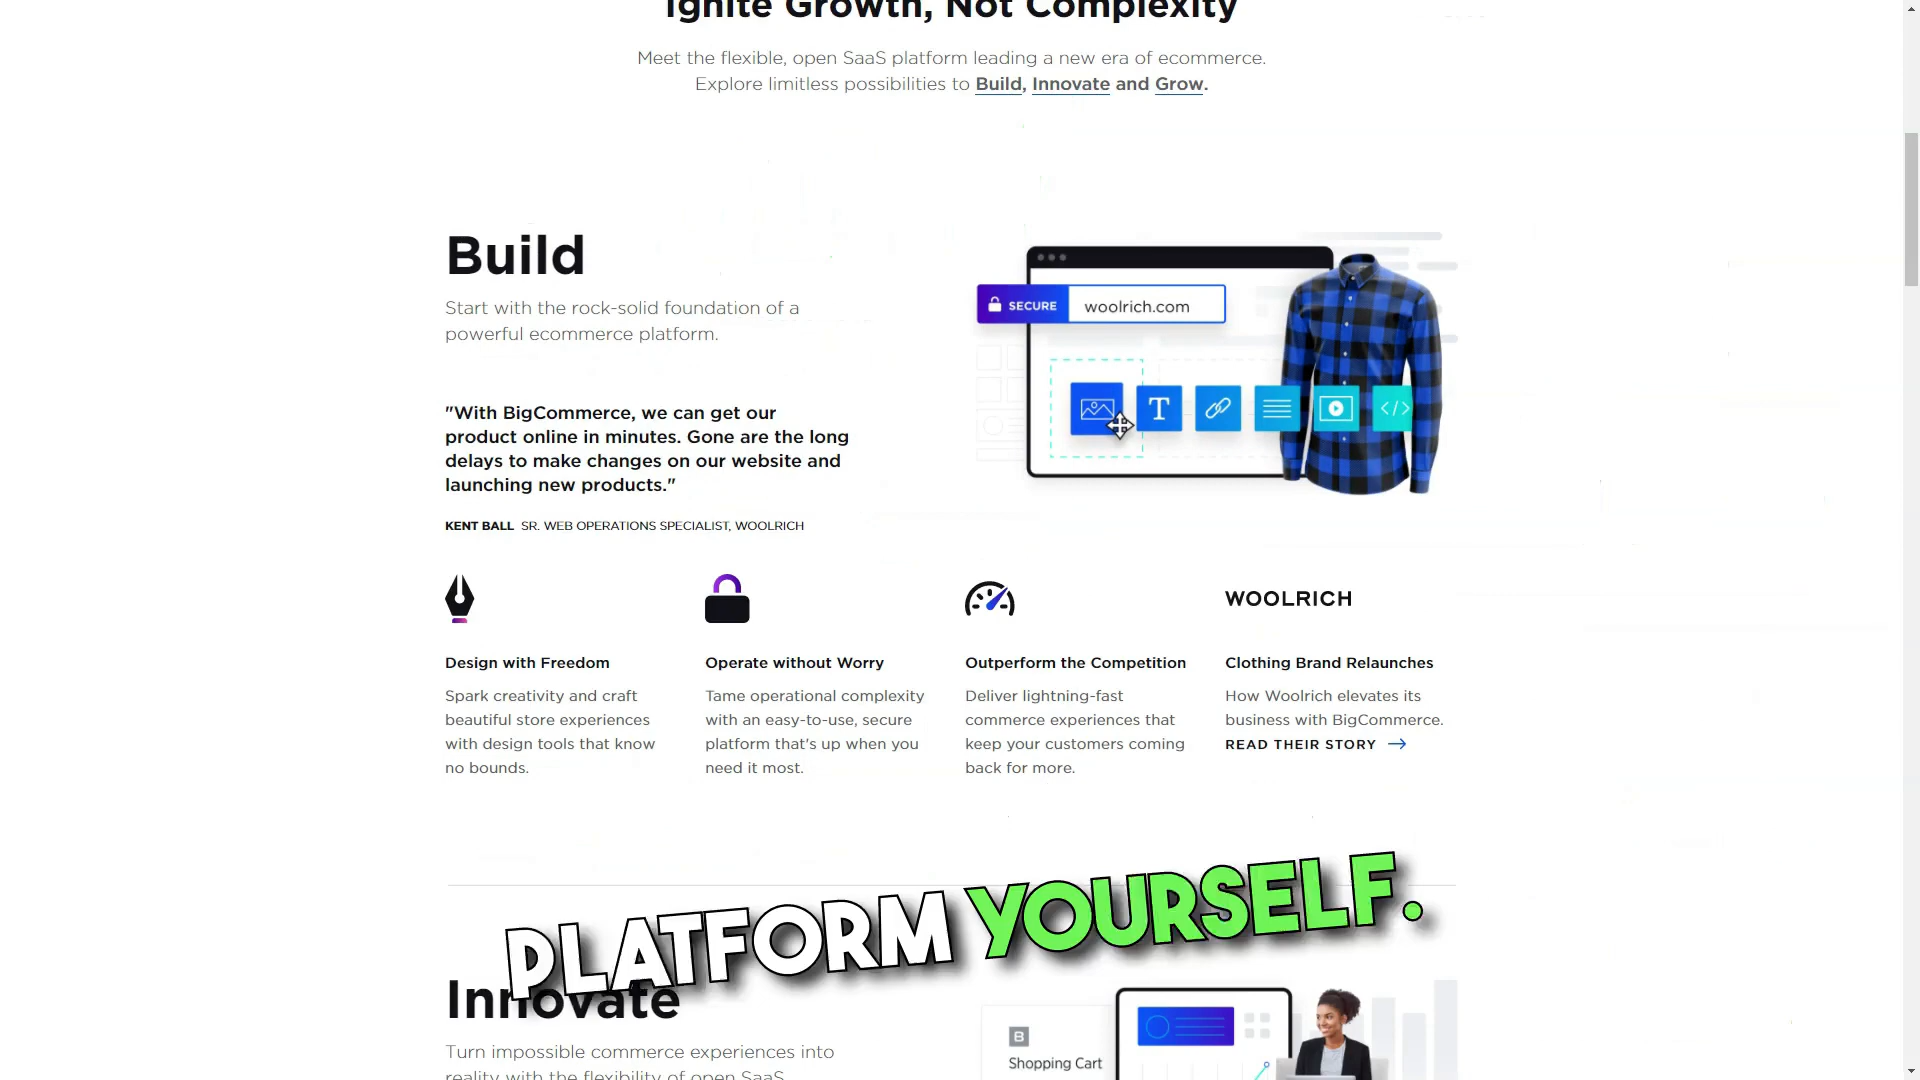 Ignite Growth, Not Complexity
Meet the flexible, open SaaS platform leading a new era of ecommerce.
Explore limitless possibilities to Build, Innovate and Grow.
Build
Start with the rock-solid foundation of a
powerful ecommerce platform.
"With BigCommerce, we can get our
product online in minutes. Gone are the long
delays to make changes on our website and
launching new products."
KENT BALL SR. WEB OPERATIONS SPECIALIST, WOOLRICH
SECURE woolrich.com
T
</>
Design with Freedom
Spark creativity and craft
beautiful store experiences
with design tools that know
no bounds.
Operate without Worry
Tame operational complexity
with an easy-to-use, secure
platform that's up when you
need it most.
Outperform the Competition
Deliver lightning-fast
commerce experiences that
keep your customers coming
back for more.
WOOLRICH
Clothing Brand Relaunches
How Woolrich elevates its
business with BigCommerce.
READ THEIR STORY
PLATFORM YOURSELF.
Innovate
Turn impossible commerce experiences into
reality with the flexibility of open SaaS.
B
Shopping Cart